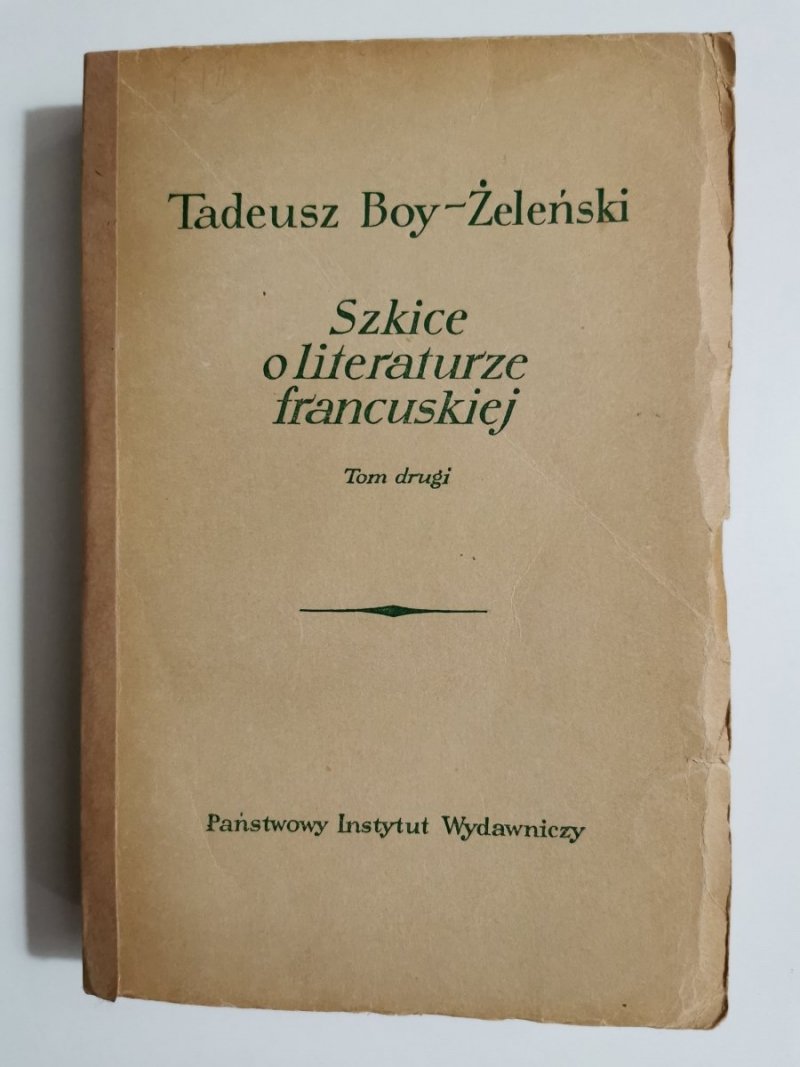 Tadeusz Boy-Żeleński
Szkice
o literaturze
francuskiej
Tom drugi
Państwowy Instytut Wydawniczy